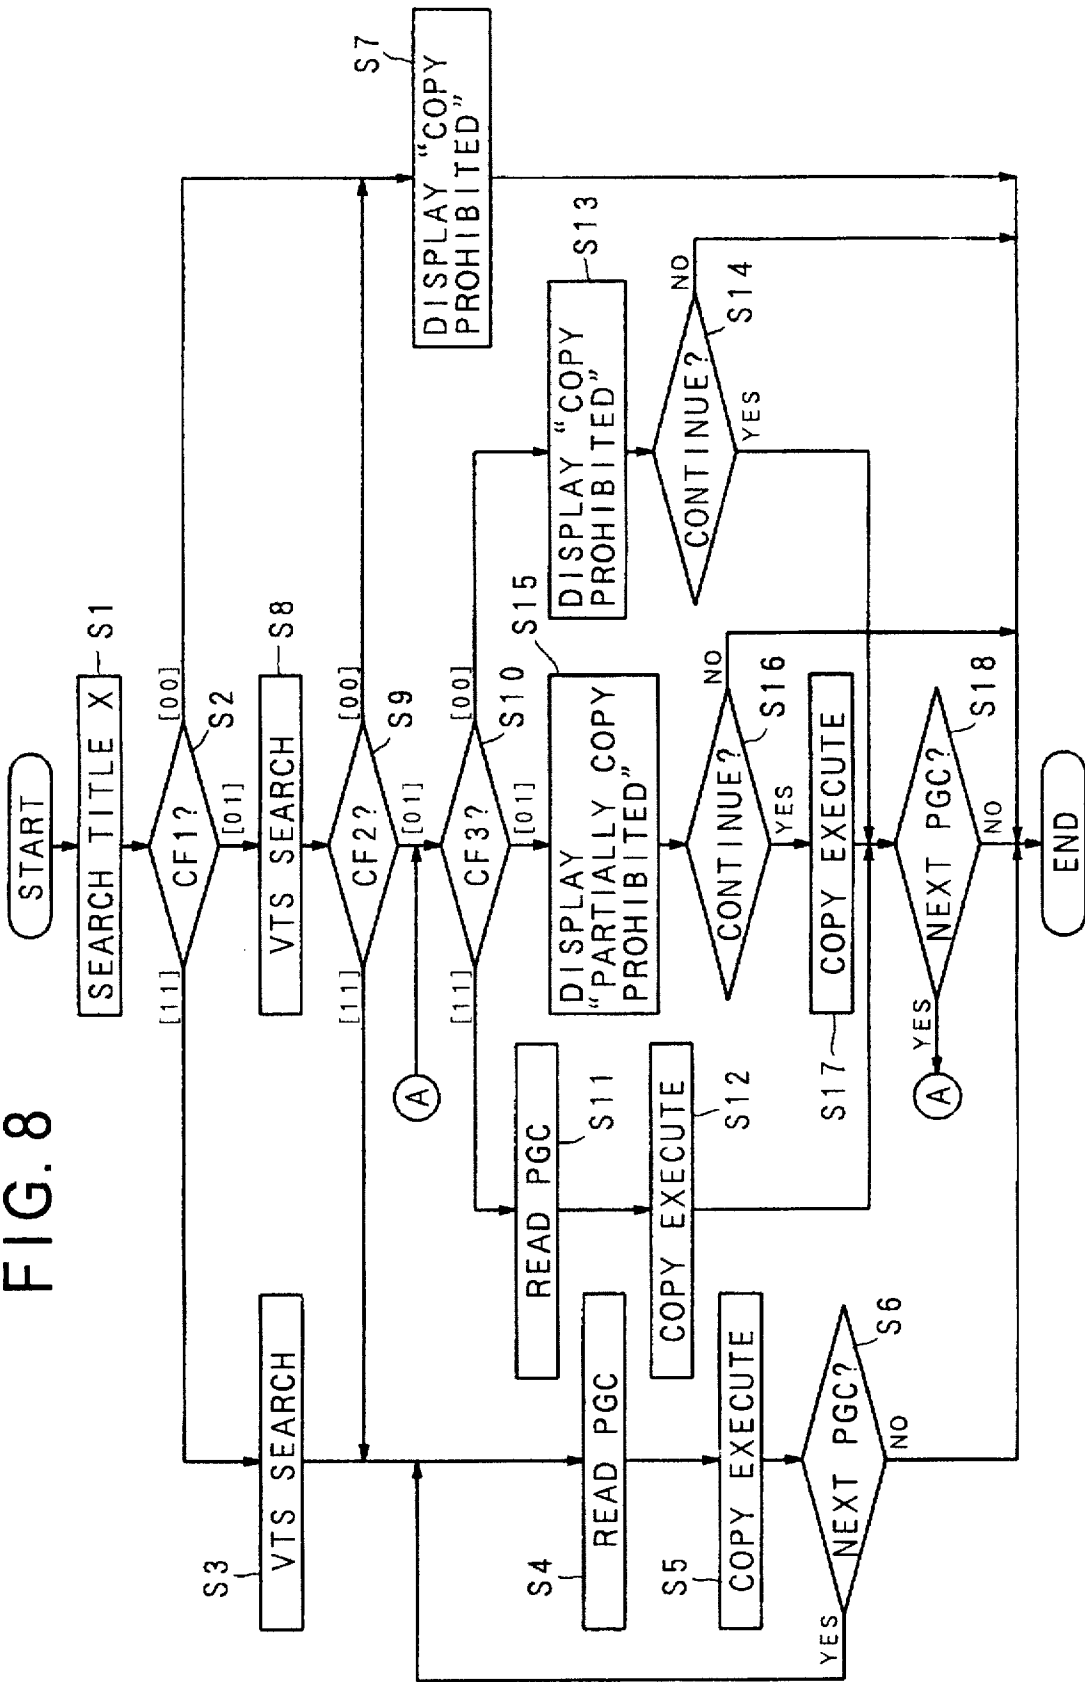 FIG. 8
START
SEARCH TITLE X
S1
CF1?
S2
[11]
[00]
[01]
S3
VTS SEARCH
VTS SEARCH
S8
CF2?
S9
[11]
[00]
[01]
A
CF3?
S10
[11]
[00]
[01]
DISPLAY "COPY
PROHIBITED"
S7
READ PGC
S11
COPY EXECUTE
S12
DISPLAY
"PARTIALLY COPY
PROHIBITED"
S15
DISPLAY "COPY
PROHIBITED"
S13
CONTINUE?
S14
NO
YES
CONTINUE?
S16
NO
YES
S4
READ PGC
S5
COPY EXECUTE
NEXT PGC?
S6
YES
NO
S17
COPY EXECUTE
NEXT PGC?
S18
YES
A
NO
END